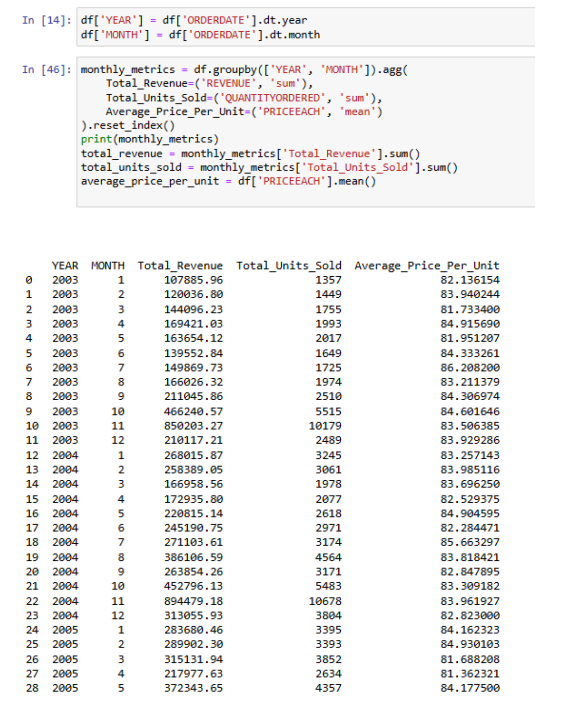 In [14]: df['YEAR'] = df['ORDERDATE'].dt.year
df['MONTH'] = df['ORDERDATE'].dt.month
In [46]: monthly_metrics = df.groupby(['YEAR', 'MONTH']).agg(
Total_Revenue=('REVENUE', 'sum'),
Total_Units_Sold=('QUANTITYORDERED', 'sum'),
Average_Price_Per_Unit=('PRICEEACH', 'mean')
).reset_index()
print(monthly_metrics)
total_revenue = monthly_metrics['Total_Revenue'].sum()
total_units_sold = monthly_metrics['Total_Units_Sold'].sum()
average_price_per_unit = df['PRICEEACH'].mean()
YEAR MONTH Total_Revenue Total_Units_Sold Average_Price_Per_Unit
0 2003 1 107885.96 1357 82.136154
1 2003 2 120036.80 1449 83.940244
2 2003 3 144096.23 1755 81.733400
3 2003 4 169421.03 1993 84.915690
4 2003 5 163654.12 2017 81.951207
5 2003 6 139552.84 1649 84.333261
6 2003 7 149869.73 1725 86.208200
7 2003 8 166026.32 1974 83.211379
8 2003 9 211045.86 2510 84.306974
9 2003 10 466240.57 5515 84.601646
10 2003 11 850203.27 10179 83.506385
11 2003 12 210117.21 2489 83.929286
12 2004 1 268015.87 3245 83.257143
13 2004 2 258389.05 3061 83.985116
14 2004 3 166958.56 1978 83.696250
15 2004 4 172935.80 2077 82.529375
16 2004 5 220815.14 2618 84.904595
17 2004 6 245190.75 2971 82.284471
18 2004 7 271103.61 3174 85.663297
19 2004 8 386106.59 4564 83.818421
20 2004 9 263854.26 3171 82.847895
21 2004 10 452796.13 5483 83.309182
22 2004 11 894479.18 10678 83.961927
23 2004 12 313055.93 3804 82.823000
24 2005 1 283680.46 3395 84.162323
25 2005 2 289902.30 3393 84.930103
26 2005 3 315131.94 3852 81.688208
27 2005 4 217977.63 2634 81.362321
28 2005 5 372343.65 4357 84.177500